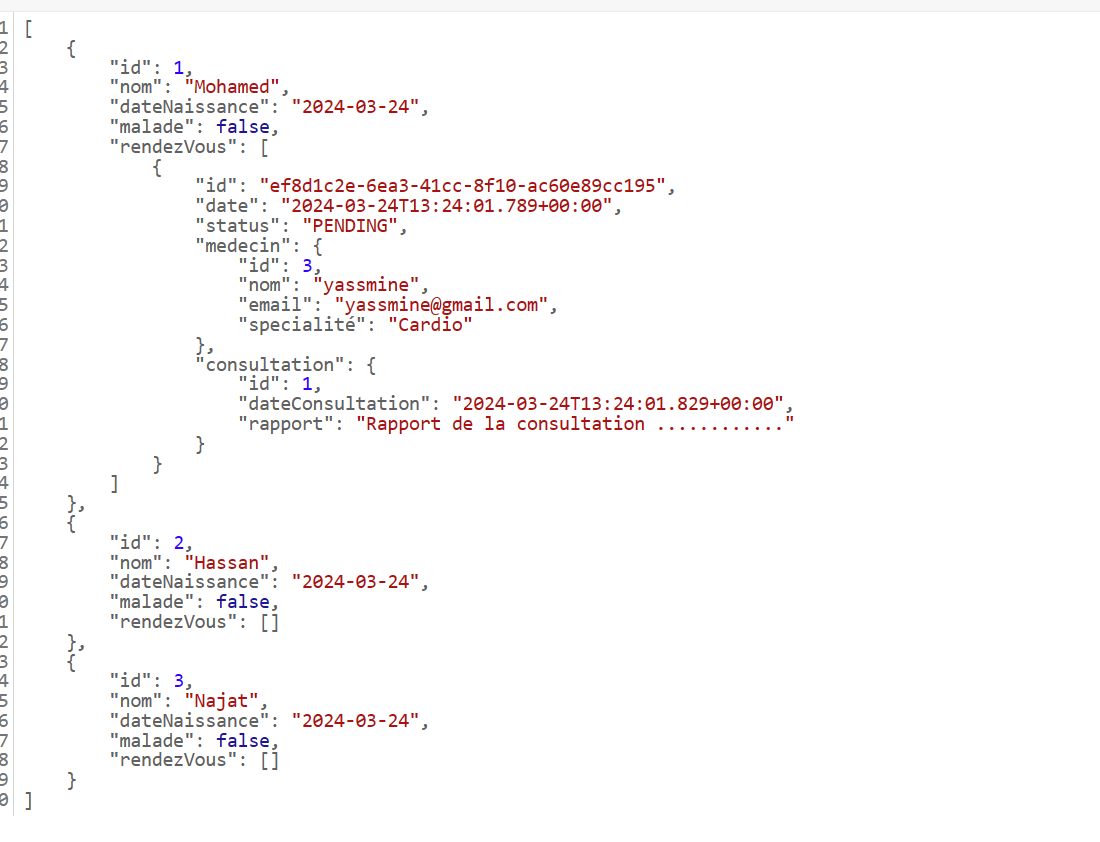 1 [
2     {
3         "id": 1,
4         "nom": "Mohamed",
5         "dateNaissance": "2024-03-24",
6         "malade": false,
7         "rendezVous": [
8             {
9                 "id": "ef8d1c2e-6ea3-41cc-8f10-ac60e89cc195",
0                 "date": "2024-03-24T13:24:01.789+00:00",
1                 "status": "PENDING",
2                 "medecin": {
3                     "id": 3,
4                     "nom": "yassmine",
5                     "email": "yassmine@gmail.com",
6                     "specialité": "Cardio"
7                 },
8                 "consultation": {
9                     "id": 1,
0                     "dateConsultation": "2024-03-24T13:24:01.829+00:00",
1                     "rapport": "Rapport de la consultation ............"
2                 }
3             }
4         ]
5     },
6     {
7         "id": 2,
8         "nom": "Hassan",
9         "dateNaissance": "2024-03-24",
0         "malade": false,
1         "rendezVous": []
2     },
3     {
4         "id": 3,
5         "nom": "Najat",
6         "dateNaissance": "2024-03-24",
7         "malade": false,
8         "rendezVous": []
9     }
0 ]